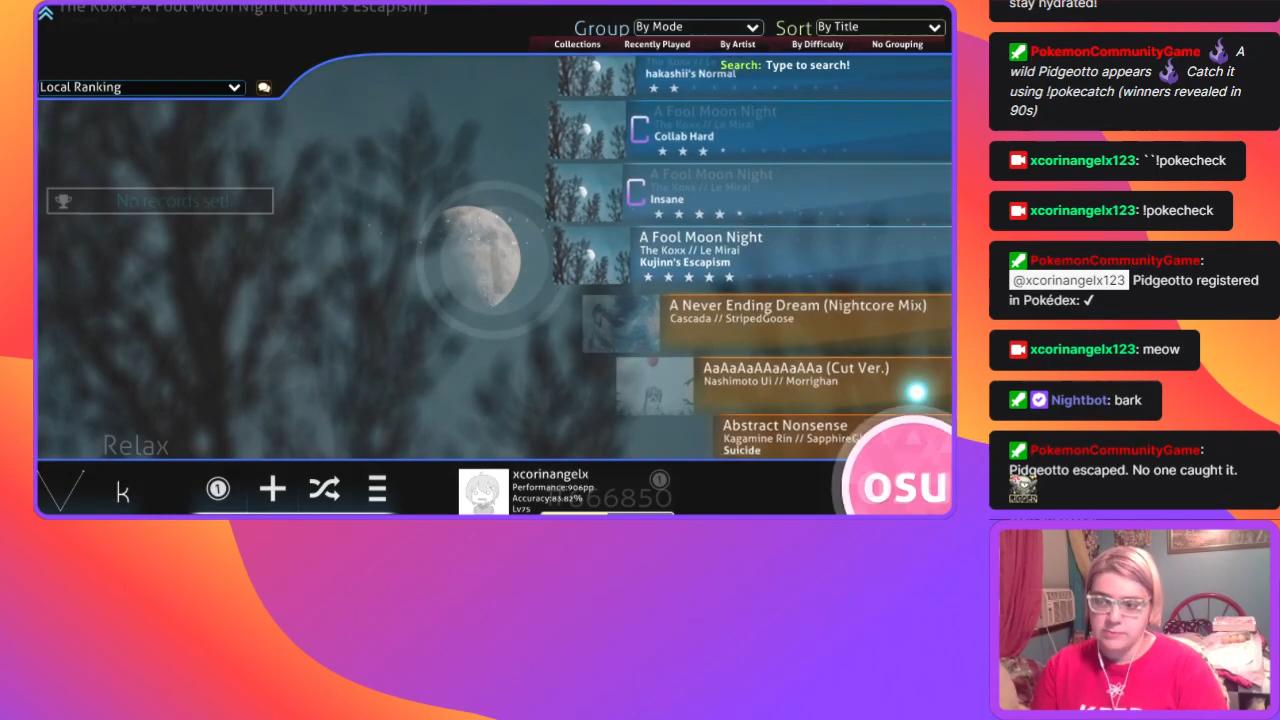 The Koxx - A Fool Moon Night [Kujinn's Escapism]
Group By Mode
Sort By Title
Collections
Recently Played
By Artist
By Difficulty
No Grouping
Local Ranking
Search: Type to search!
hakashii's Normal
A Fool Moon Night
The Koxx // Le Mirai
Collab Hard
No records set!
A Fool Moon Night
The Koxx // Le Mirai
Insane
A Fool Moon Night
The Koxx // Le Mirai
Kujinn's Escapism
A Never Ending Dream (Nightcore Mix)
Cascada // StripedGoose
AaAaAaAAaAaAAa (Cut Ver.)
Nashimoto Ui // Morrighan
Abstract Nonsense
Kagamine Rin //
Suicide
Relax
k
1
xcorinangelx
Performance:906pp
Accuracy:83.82%
Lv75
1
osu
stay hydrated!
PokemonCommunityGame A
wild Pidgeotto appears Catch it
using !pokecatch (winners revealed in
90s)
xcorinangelx123: ``!pokecheck
xcorinangelx123: !pokecheck
PokemonCommunityGame:
@xcorinangelx123 Pidgeotto registered
in Pokédex: ✓
xcorinangelx123: meow
Nightbot: bark
PokemonCommunityGame:
Pidgeotto escaped. No one caught it.